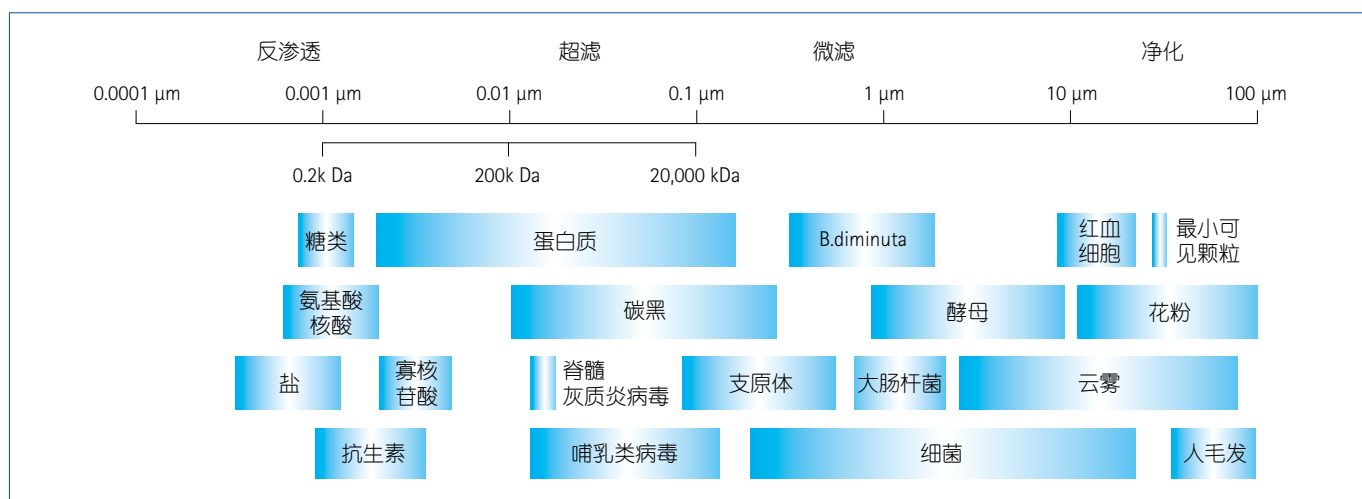 反渗透 超滤 微滤 净化
0.0001 µm 0.001 µm 0.01 µm 0.1 µm 1 µm 10 µm 100 µm
0.2k Da 200k Da 20,000 kDa
糖类 蛋白质 B.diminuta 红血 最小可
细胞 见颗粒
氨基酸 碳黑 酵母 花粉
核酸
盐 寡核 脊髓 支原体 大肠杆菌 云雾
苷酸 灰质炎病毒
抗生素 哺乳类病毒 细菌 人毛发